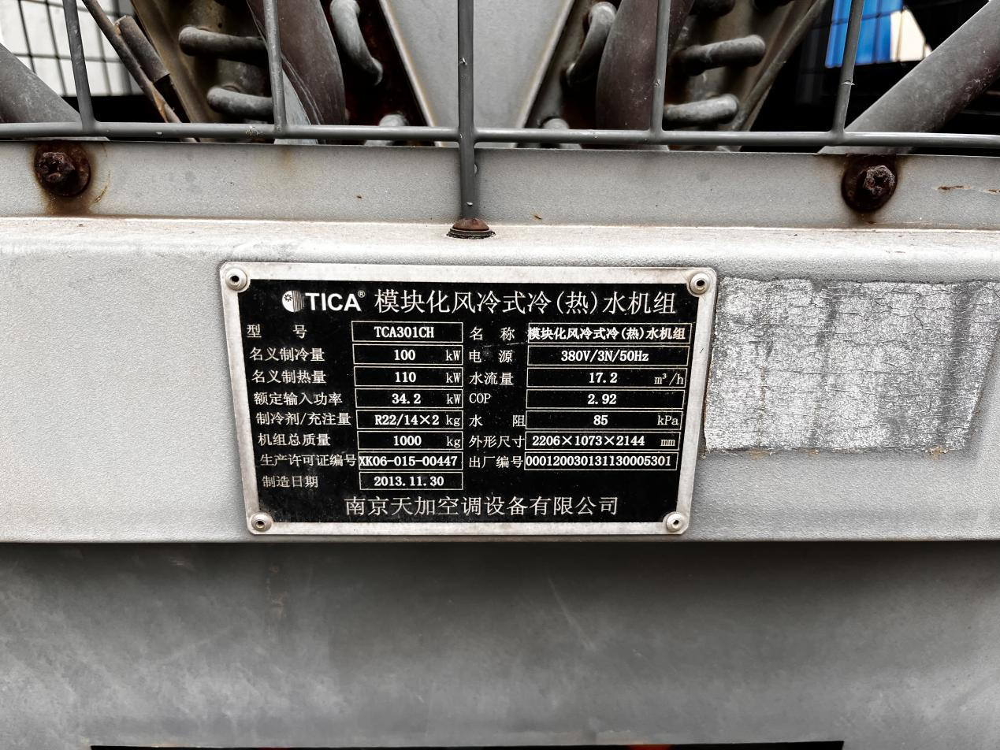 TICA® 模块化风冷式冷(热)水机组
型 号 TCA301CH 名 称 模块化风冷式冷(热)水机组
名义制冷量 100 kW 电 源 380V/3N/50Hz
名义制热量 110 kW 水流量 17.2 m³/h
额定输入功率 34.2 kW COP 2.92
制冷剂/充注量 R22/14×2 kg 水 阻 85 kPa
机组总质量 1000 kg 外形尺寸 2206×1073×2144 mm
生产许可证编号 XK06-015-00447 出厂编号 000120030131130005301
制造日期 2013.11.30
南京天加空调设备有限公司